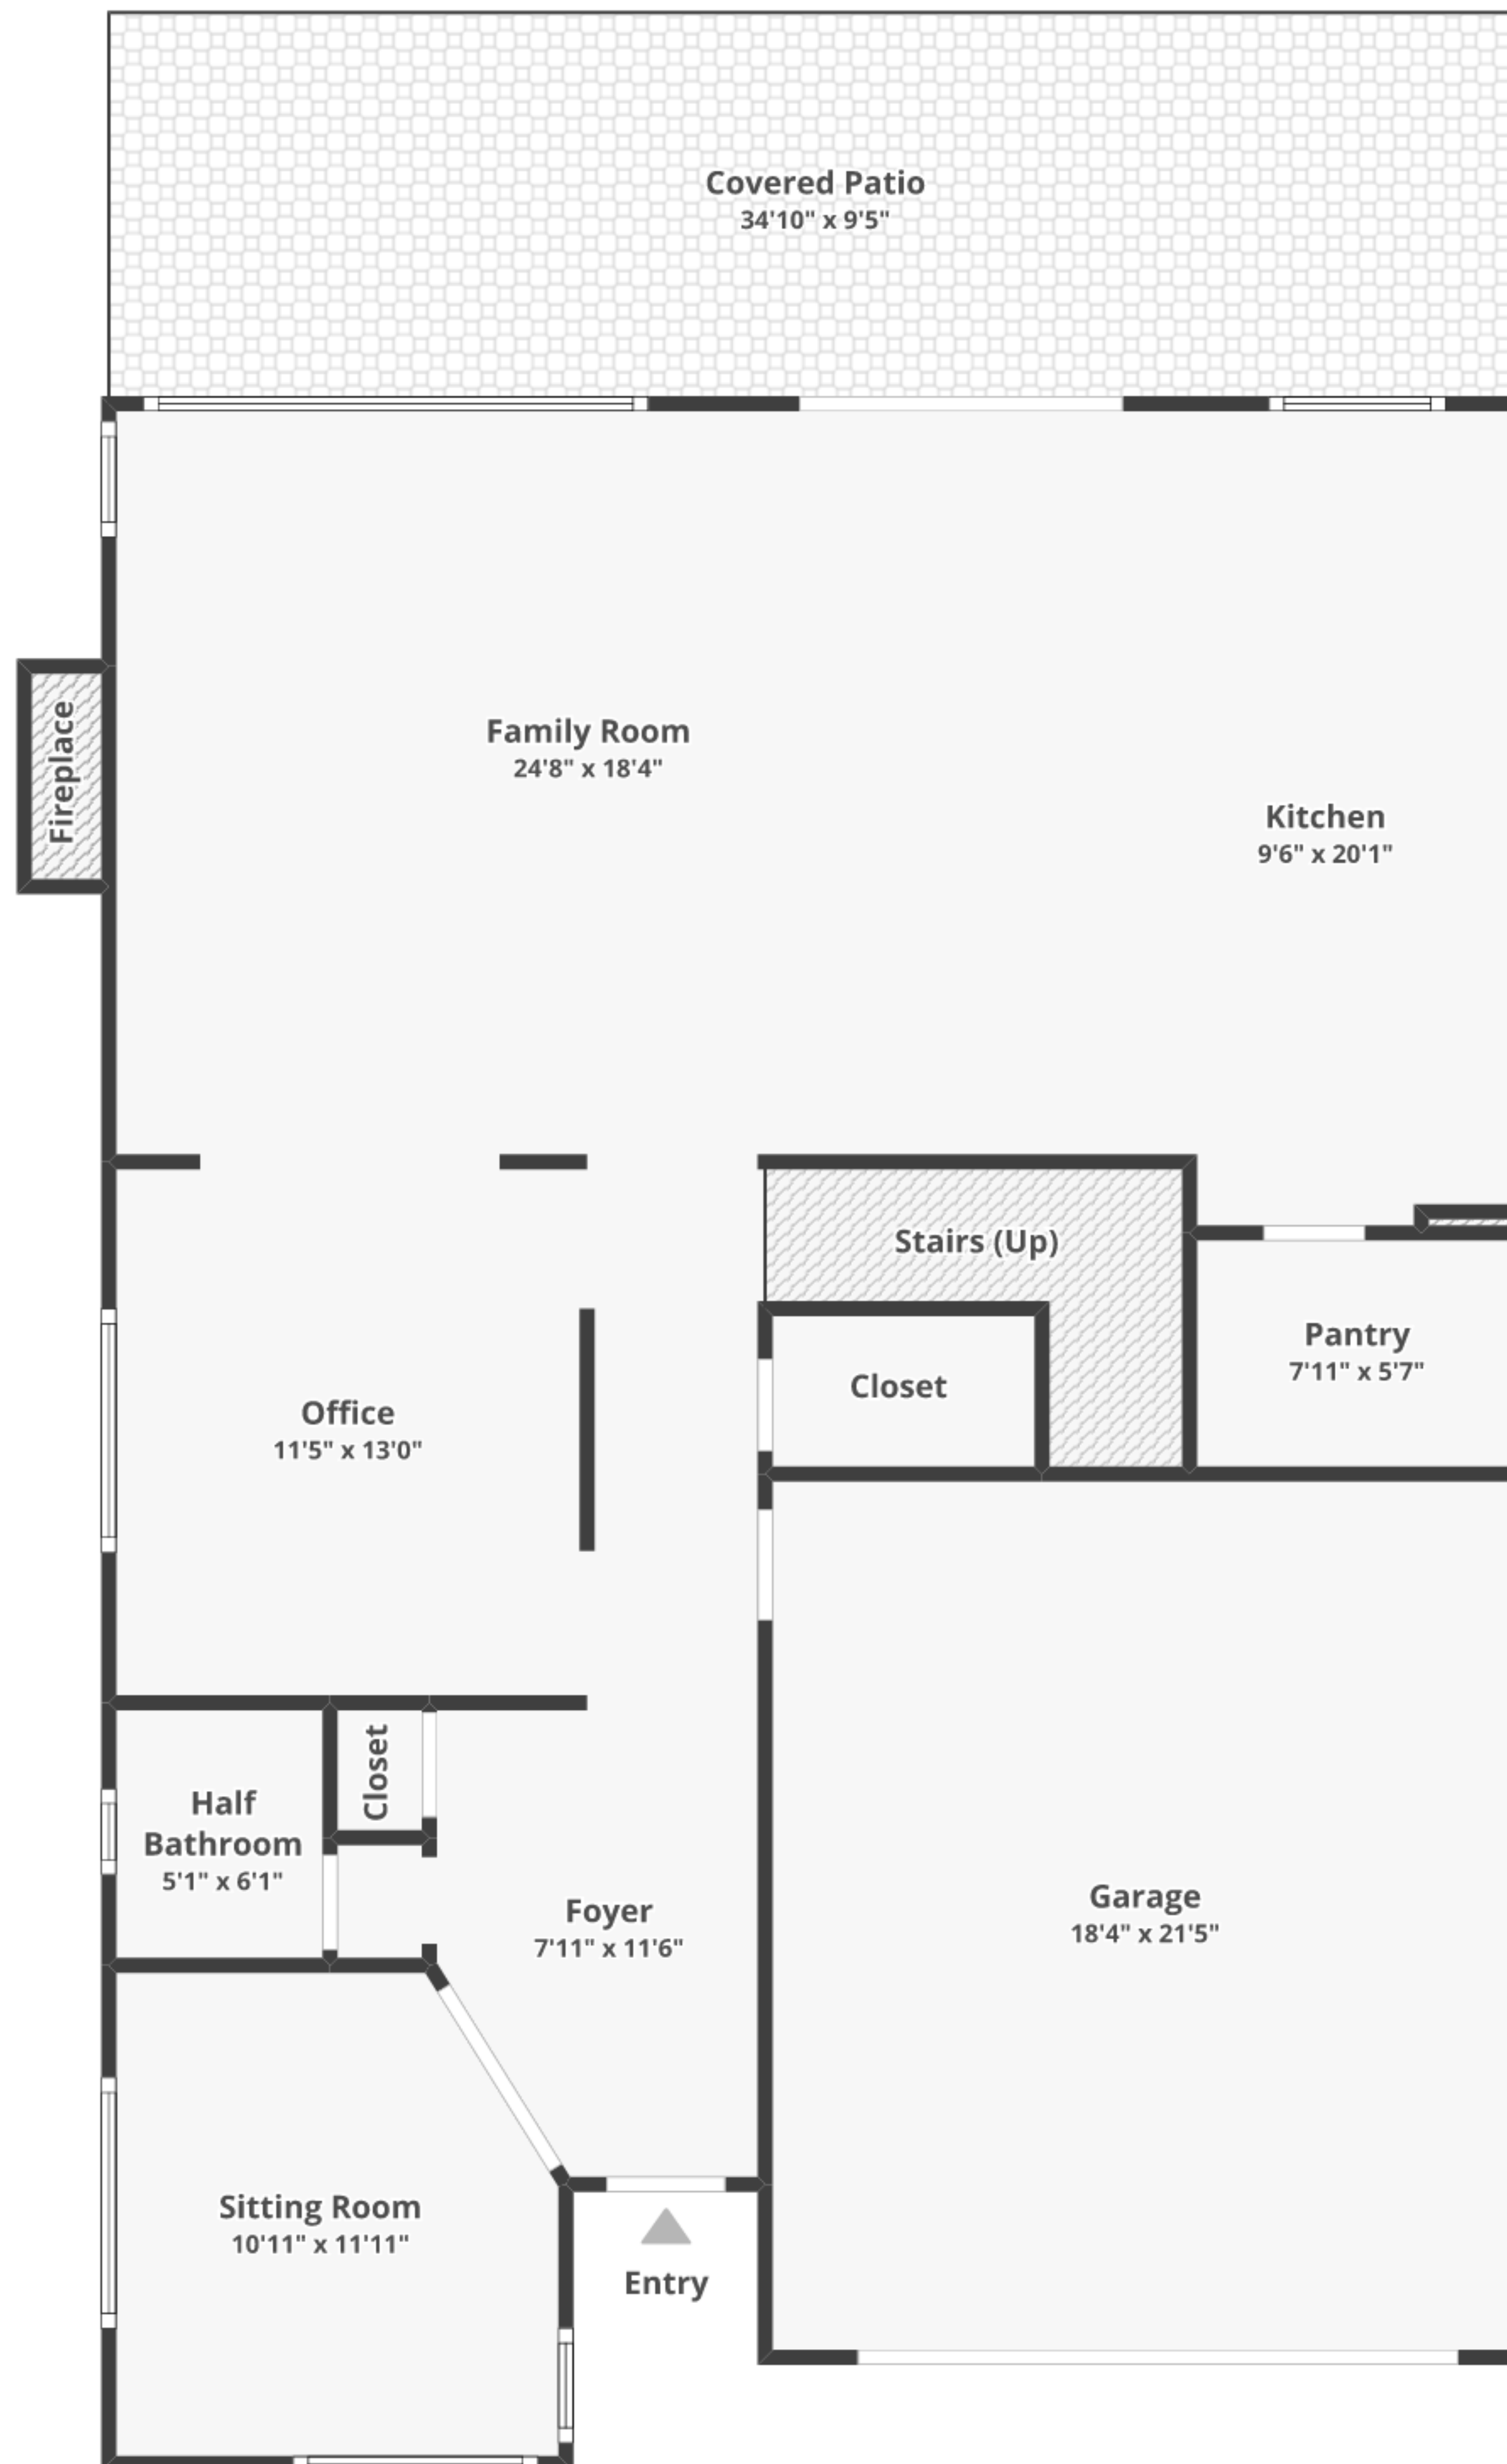 Covered Patio
34'10" x 9'5"
Family Room
24'8" x 18'4"
Fireplace
Kitchen
9'6" x 20'1"
Stairs (Up)
Pantry
7'11" x 5'7"
Closet
Office
11'5" x 13'0"
Closet
Half
Bathroom
5'1" x 6'1"
Foyer
7'11" x 11'6"
Garage
18'4" x 21'5"
Sitting Room
10'11" x 11'11"
Entry